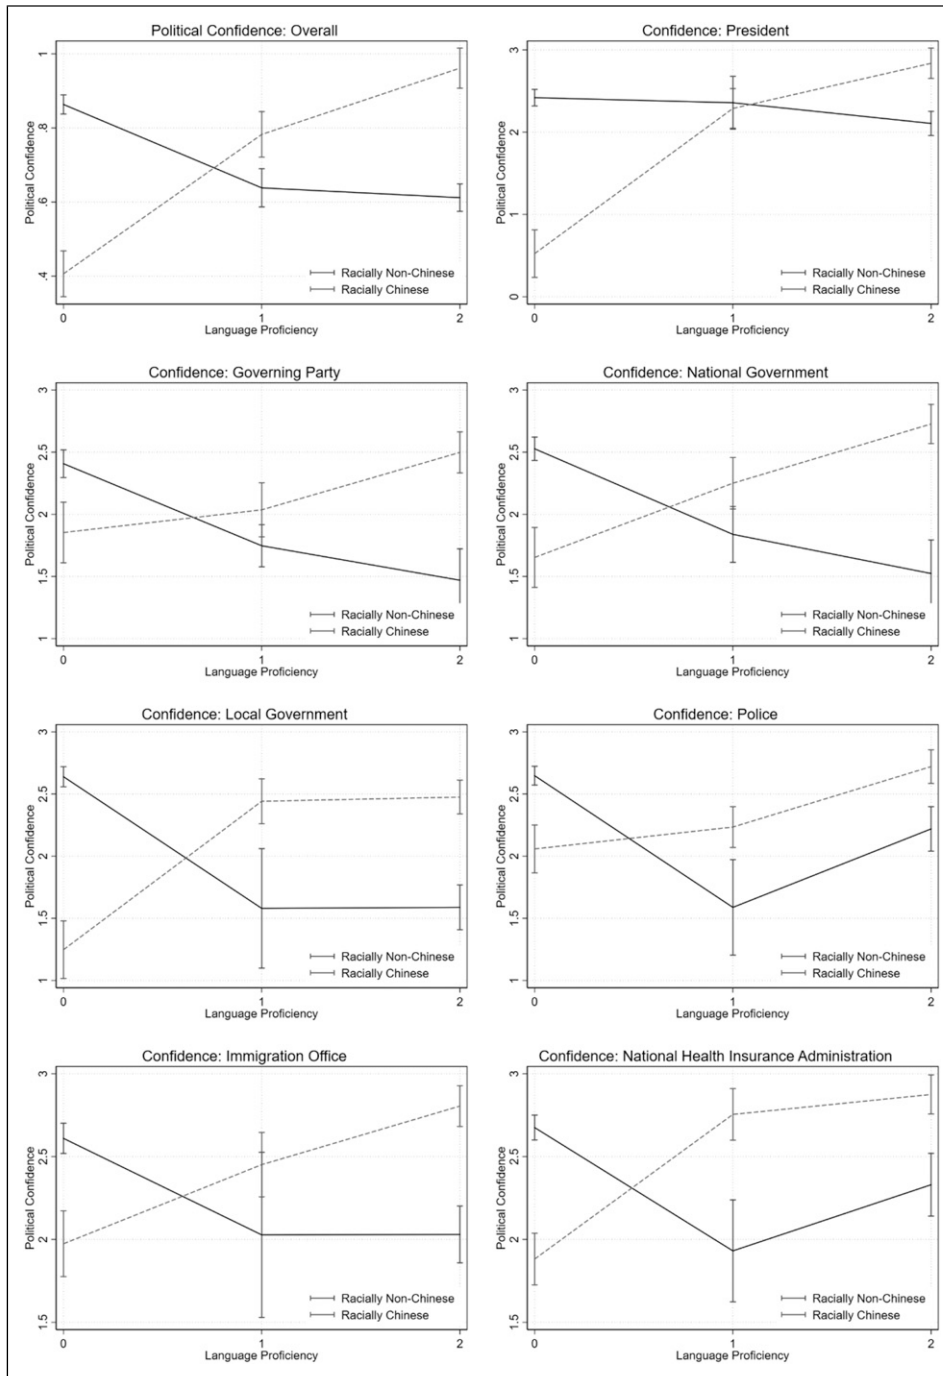 Political Confidence: Overall
Political Confidence
1
.8
.6
.4
Racially Non-Chinese
Racially Chinese
0 1 2
Language Proficiency
Confidence: President
Political Confidence
3
2
1
0
Racially Non-Chinese
Racially Chinese
0 1 2
Language Proficiency
Confidence: Governing Party
Political Confidence
3
2.5
2
1.5
1
Racially Non-Chinese
Racially Chinese
0 1 2
Language Proficiency
Confidence: National Government
Political Confidence
3
2.5
2
1.5
1
Racially Non-Chinese
Racially Chinese
0 1 2
Language Proficiency
Confidence: Local Government
Political Confidence
3
2.5
2
1.5
1
Racially Non-Chinese
Racially Chinese
0 1 2
Language Proficiency
Confidence: Police
Political Confidence
3
2.5
2
1.5
1
Racially Non-Chinese
Racially Chinese
0 1 2
Language Proficiency
Confidence: Immigration Office
Political Confidence
3
2.5
2
1.5
Racially Non-Chinese
Racially Chinese
0 1 2
Language Proficiency
Confidence: National Health Insurance Administration
Political Confidence
3
2.5
2
1.5
Racially Non-Chinese
Racially Chinese
0 1 2
Language Proficiency